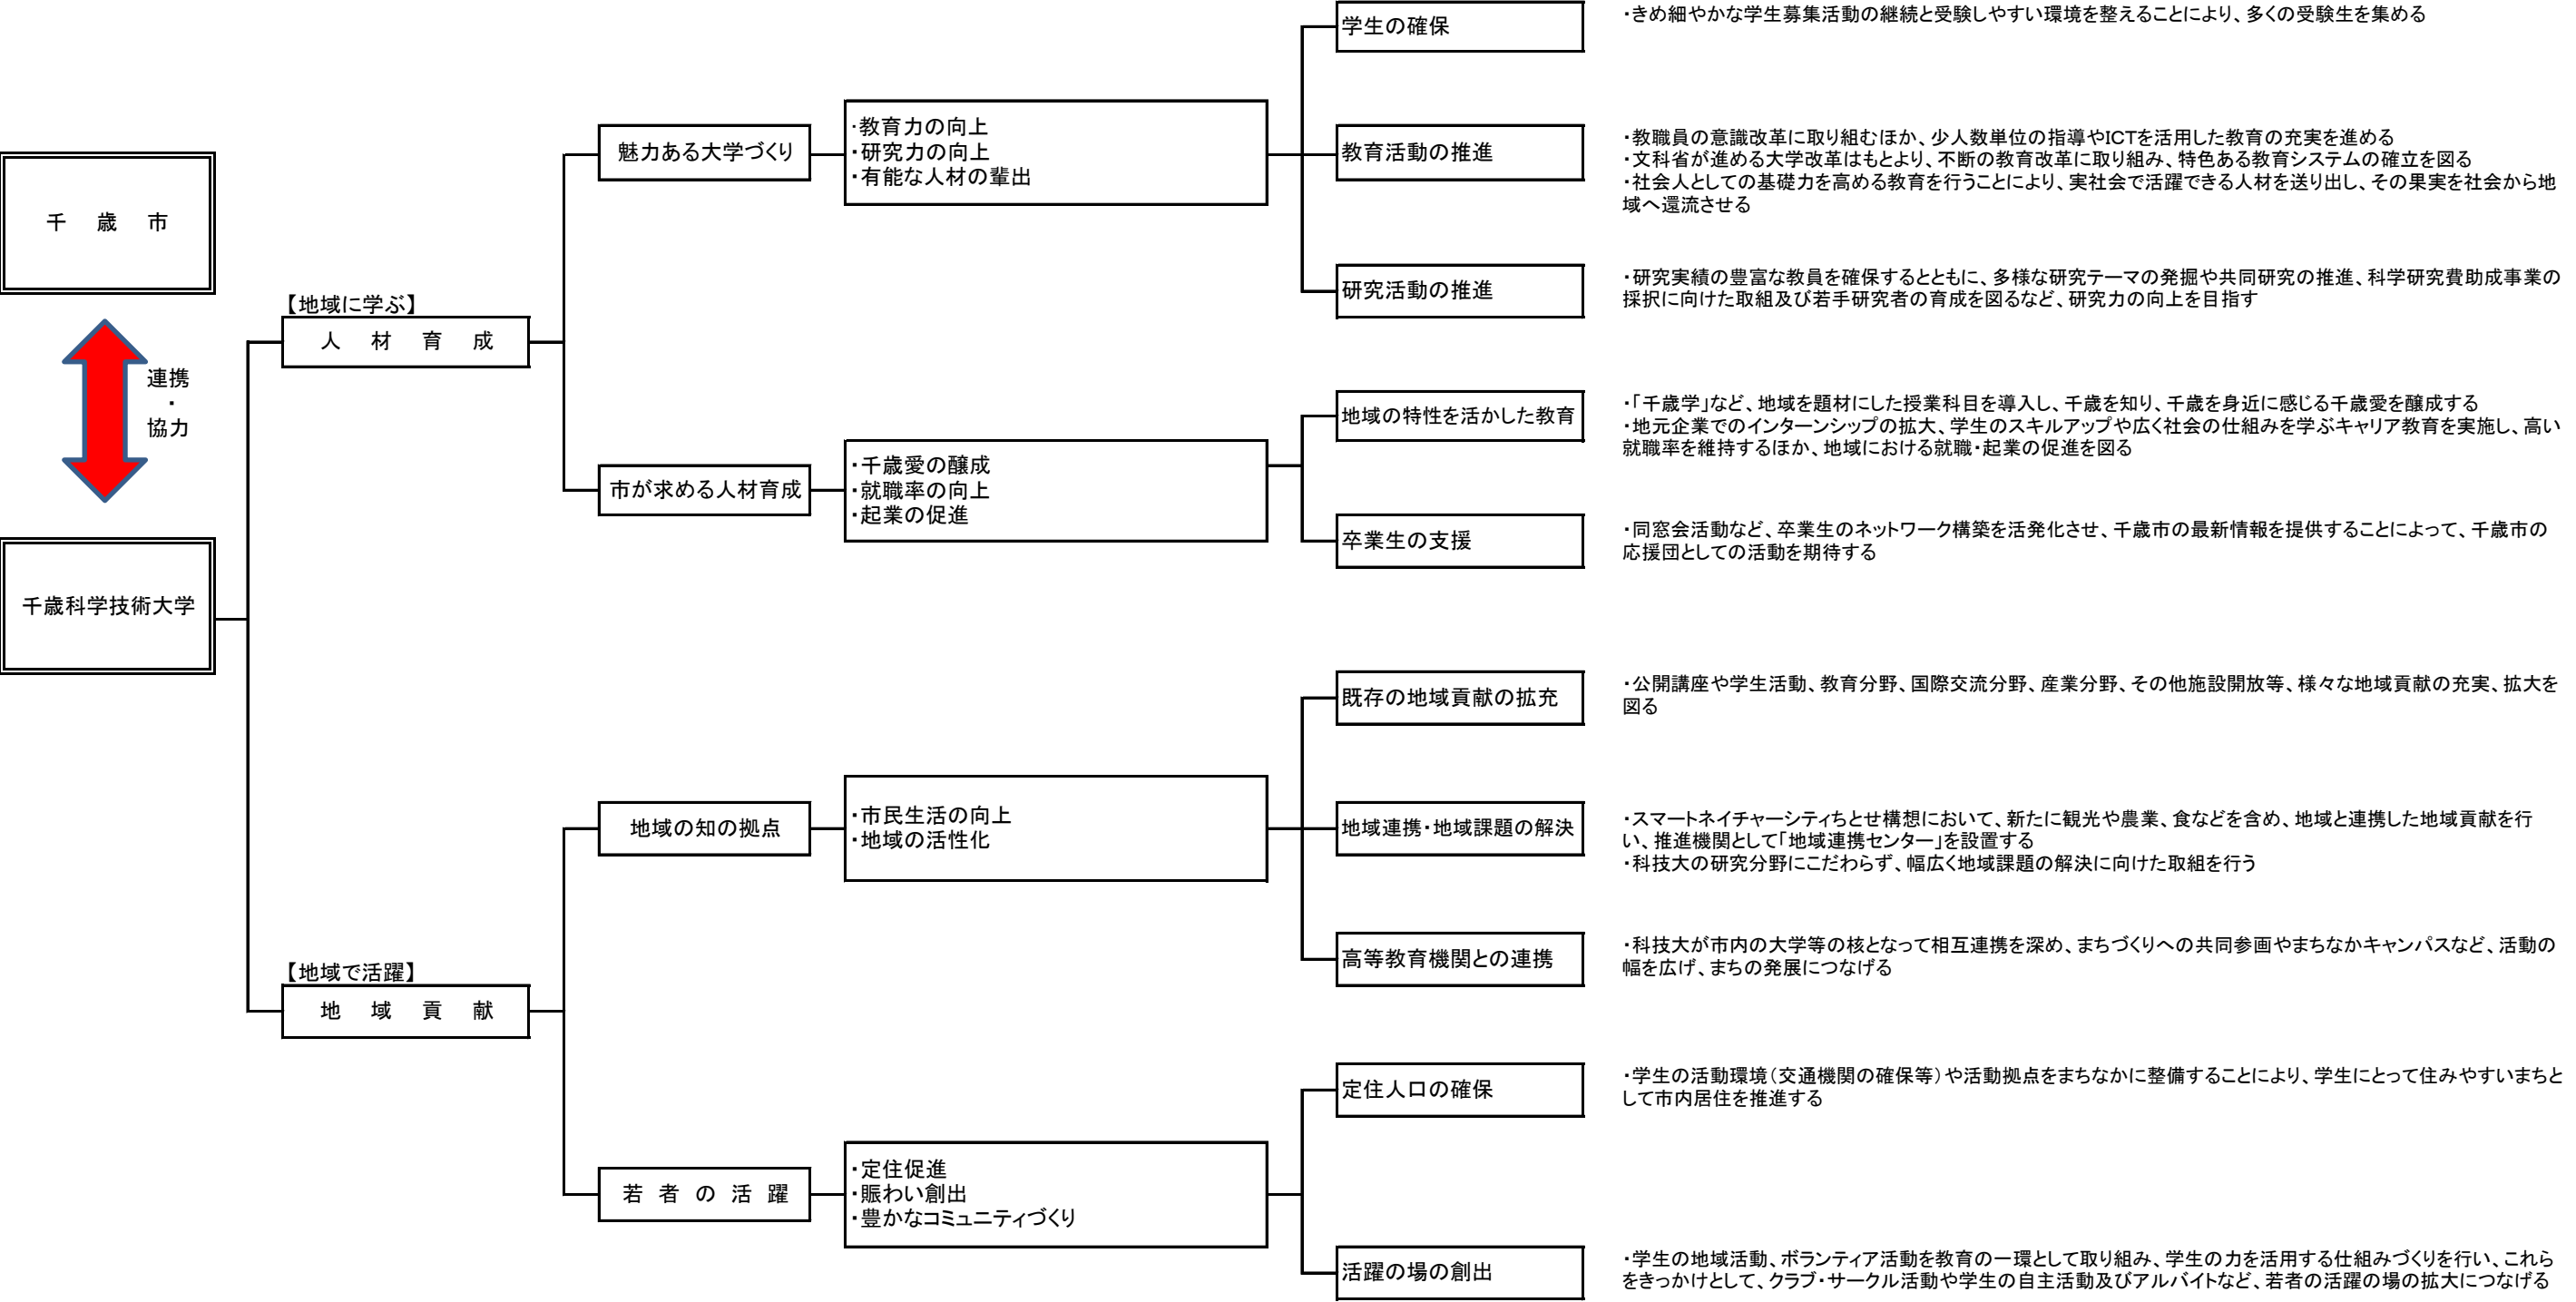 千 歳 市
連携
・
協力
千歳科学技術大学
【地域に学ぶ】
人 材 育 成
魅力ある大学づくり
・教育力の向上
・研究力の向上
・有能な人材の輩出
学生の確保
・きめ細やかな学生募集活動の継続と受験しやすい環境を整えることにより、多くの受験生を集める
教育活動の推進
・教職員の意識改革に取り組むほか、少人数単位の指導やICTを活用した教育の充実を進める
・文科省が進める大学改革はもとより、不断の教育改革に取り組み、特色ある教育システムの確立を図る
・社会人としての基礎力を高める教育を行うことにより、実社会で活躍できる人材を送り出し、その果実を社会から地
域へ還流させる
研究活動の推進
・研究実績の豊富な教員を確保するとともに、多様な研究テーマの発掘や共同研究の推進、科学研究費助成事業の
採択に向けた取組及び若手研究者の育成を図るなど、研究力の向上を目指す
市が求める人材育成
・千歳愛の醸成
・就職率の向上
・起業の促進
地域の特性を活かした教育
・「千歳学」など、地域を題材にした授業科目を導入し、千歳を知り、千歳を身近に感じる千歳愛を醸成する
・地元企業でのインターンシップの拡大、学生のスキルアップや広く社会の仕組みを学ぶキャリア教育を実施し、高い
就職率を維持するほか、地域における就職・起業の促進を図る
卒業生の支援
・同窓会活動など、卒業生のネットワーク構築を活発化させ、千歳市の最新情報を提供することによって、千歳市の
応援団としての活動を期待する
【地域で活躍】
地 域 貢 献
地域の知の拠点
・市民生活の向上
・地域の活性化
既存の地域貢献の拡充
・公開講座や学生活動、教育分野、国際交流分野、産業分野、その他施設開放等、様々な地域貢献の充実、拡大を
図る
地域連携・地域課題の解決
・スマートネイチャーシティちとせ構想において、新たに観光や農業、食などを含め、地域と連携した地域貢献を行
い、推進機関として「地域連携センター」を設置する
・科技大の研究分野にこだわらず、幅広く地域課題の解決に向けた取組を行う
高等教育機関との連携
・科技大が市内の大学等の核となって相互連携を深め、まちづくりへの共同参画やまちなかキャンパスなど、活動の
幅を広げ、まちの発展につなげる
若 者 の 活 躍
・定住促進
・賑わい創出
・豊かなコミュニティづくり
定住人口の確保
・学生の活動環境（交通機関の確保等）や活動拠点をまちなかに整備することにより、学生にとって住みやすいまちと
して市内居住を推進する
活躍の場の創出
・学生の地域活動、ボランティア活動を教育の一環として取り組み、学生の力を活用する仕組みづくりを行い、これら
をきっかけとして、クラブ・サークル活動や学生の自主活動及びアルバイトなど、若者の活躍の場の拡大につなげる